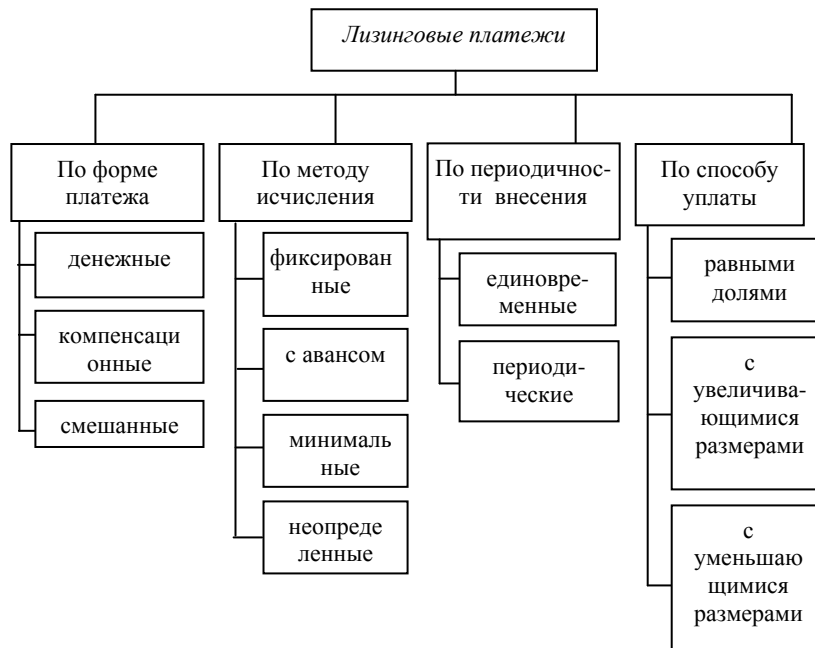 Лизинговые платежи
По форме
платежа
денежные
компенсаци
онные
смешанные
По методу
исчисления
фиксирован
ные
с авансом
минималь
ные
неопреде
ленные
По периодичнос-
ти внесения
единовре-
менные
периоди-
ческие
По способу
уплаты
равными
долями
с
увеличива-
ющимися
размерами
с
уменьшаю
щимися
размерами